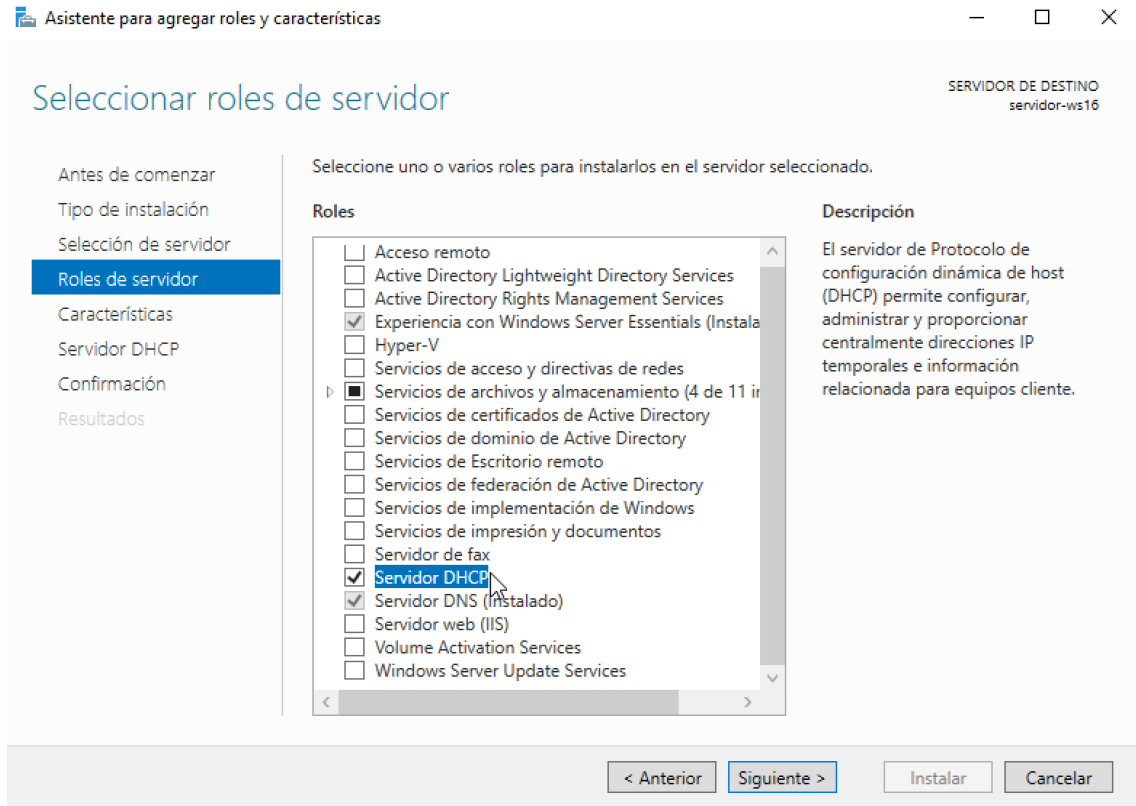 Asistente para agregar roles y características
Seleccionar roles de servidor
SERVIDOR DE DESTINO
servidor-ws16
Antes de comenzar
Tipo de instalación
Selección de servidor
Roles de servidor
Características
Servidor DHCP
Confirmación
Resultados
Seleccione uno o varios roles para instalarlos en el servidor seleccionado.
Roles
Acceso remoto
Active Directory Lightweight Directory Services
Active Directory Rights Management Services
Experiencia con Windows Server Essentials (Instala
Hyper-V
Servicios de acceso y directivas de redes
Servicios de archivos y almacenamiento (4 de 11 in
Servicios de certificados de Active Directory
Servicios de dominio de Active Directory
Servicios de Escritorio remoto
Servicios de federación de Active Directory
Servicios de implementación de Windows
Servicios de impresión y documentos
Servidor de fax
Servidor DHCP
Servidor DNS (Instalado)
Servidor web (IIS)
Volume Activation Services
Windows Server Update Services
Descripción
El servidor de Protocolo de
configuración dinámica de host
(DHCP) permite configurar,
administrar y proporcionar
centralmente direcciones IP
temporales e información
relacionada para equipos cliente.
< Anterior
Siguiente >
Instalar
Cancelar